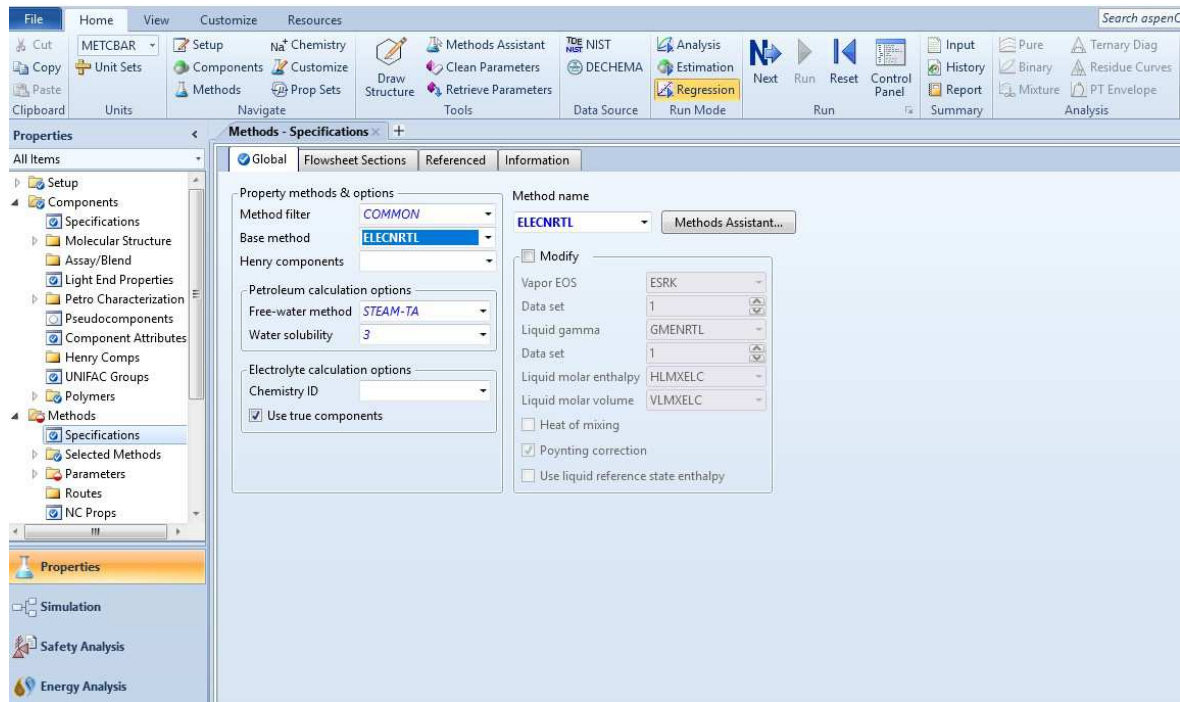 File Home View Customize Resources Search aspenO
Cut METCBAR Setup Na+ Chemistry Methods Assistant TDE NIST NIST Analysis Input Pure Ternary Diag
Copy Unit Sets Components Customize Clean Parameters DECHEMA Estimation History Binary Residue Curves
Paste Methods Prop Sets Draw Structure Retrieve Parameters Regression Next Run Reset Control Panel Report Mixture PT Envelope
Clipboard Units Navigate Tools Data Source Run Mode Run Summary Analysis
Properties < Methods - Specifications × +
All Items Global Flowsheet Sections Referenced Information
Setup
Components
Specifications
Molecular Structure
Assay/Blend
Light End Properties
Petro Characterization
Pseudocomponents
Component Attributes
Henry Comps
UNIFAC Groups
Polymers
Methods
Specifications
Selected Methods
Parameters
Routes
NC Props
Properties
Simulation
Safety Analysis
Energy Analysis
Property methods & options
Method filter COMMON
Base method ELECNRTL
Henry components
Petroleum calculation options
Free-water method STEAM-TA
Water solubility 3
Electrolyte calculation options
Chemistry ID
Use true components
Method name
ELECNRTL Methods Assistant...
Modify
Vapor EOS ESRK
Data set 1
Liquid gamma GMENRTL
Data set 1
Liquid molar enthalpy HLMXELC
Liquid molar volume VLMXELC
Heat of mixing
Poynting correction
Use liquid reference state enthalpy